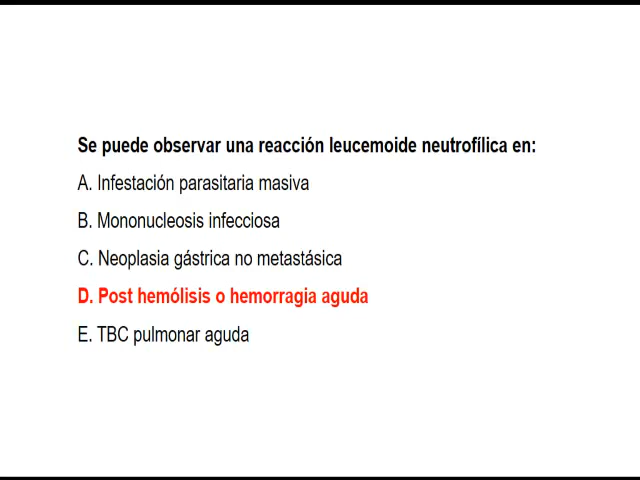 Se puede observar una reacción leucemoide neutrofílica en:
A. Infestación parasitaria masiva
B. Mononucleosis infecciosa
C. Neoplasia gástrica no metastásica
D. Post hemólisis o hemorragia aguda
E. TBC pulmonar aguda